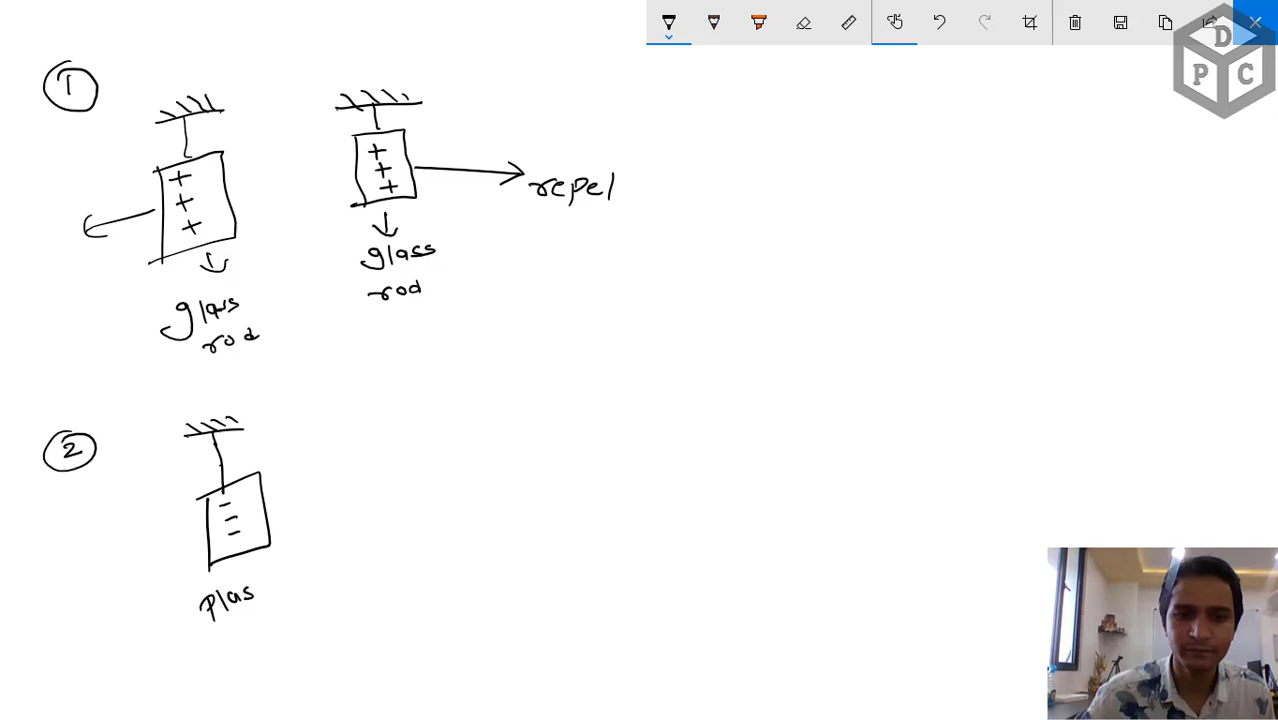 1
+ + +
+ + +
repel
glass
rod
glass
rod
2
- - -
plas
D
P C